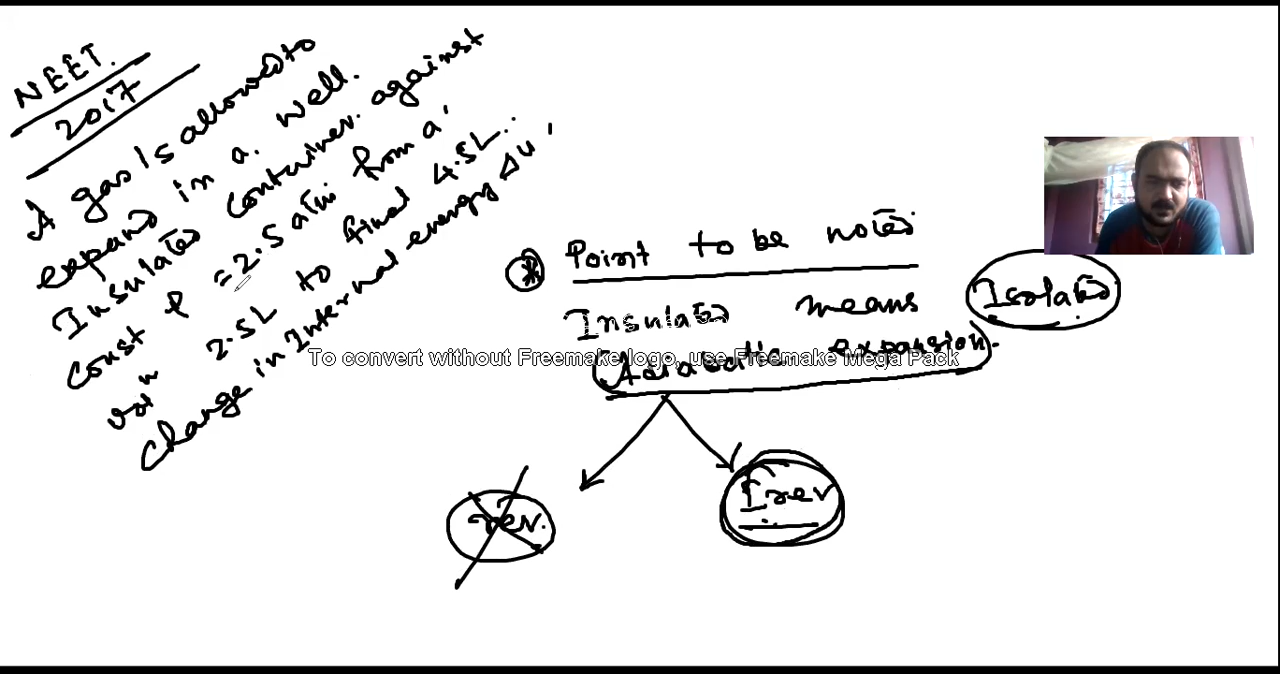 NEET.
2017
A gas is allowed to
expand in a. well.
Insulated container. against
const P = 2.5 atm from a
Vol n 2.5L to final 4.5L..
Change in Internal energy ΔU
* Point to be noted
Insulated means Isolated
(Adiabatic expansion).
rev.
Irrev
To convert without Freemake logo, use Freemake Mega Pack